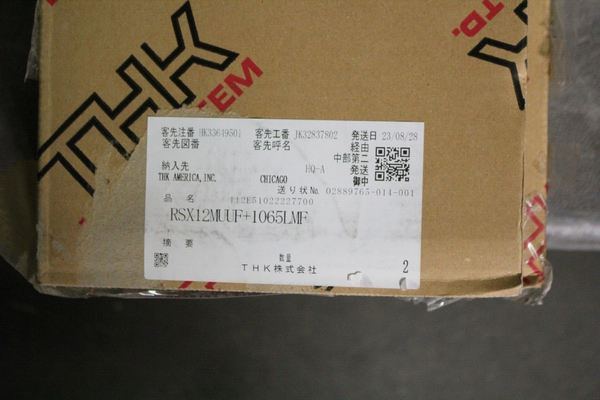 THK
STEM
LTD.
客先注番 HK33649501 客先工番 JK32837802 発送日 23/08/28
客先図番 客先呼名 経由
中部第二
納入先 HQ-A 発送
THK AMERICA,INC. CHICAGO 御中
送り状No. 02889765-014-001
品 名 112E51022227700
RSX12MUUF+1065LMF
摘 要
数量
THK株式会社 2